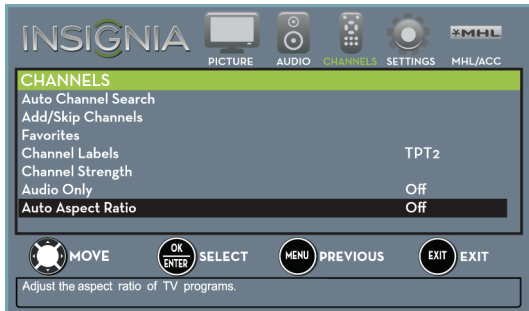 INSIGNIA
PICTURE AUDIO CHANNELS SETTINGS MHL MHL/ACC
CHANNELS
Auto Channel Search
Add/Skip Channels
Favorites
Channel Labels TPT2
Channel Strength
Audio Only Off
Auto Aspect Ratio Off
MOVE OK ENTER SELECT MENU PREVIOUS EXIT EXIT
Adjust the aspect ratio of TV programs.